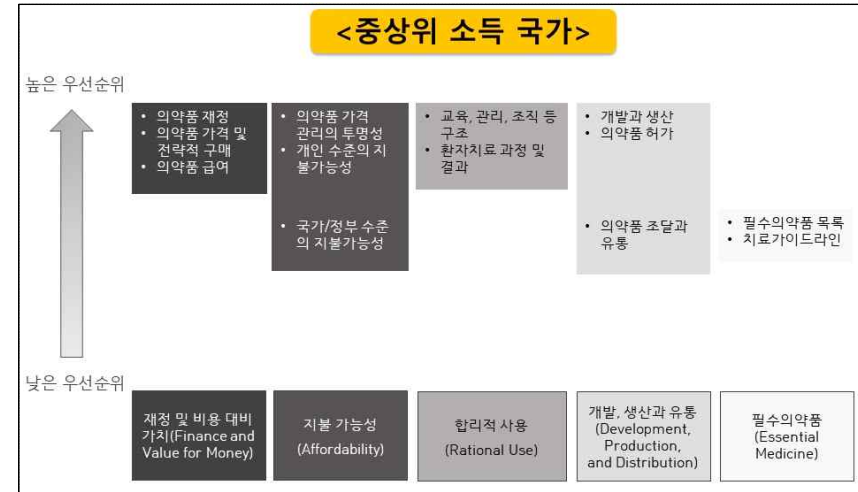 <중상위 소득 국가>
높은 우선순위
• 의약품 재정
• 의약품 가격 및
전략적 구매
• 의약품 급여
• 의약품 가격
관리의 투명성
• 개인 수준의 지
불가능성
• 국가/정부 수준
의 지불가능성
• 교육, 관리, 조직 등
구조
• 환자치료 과정 및
결과
• 개발과 생산
• 의약품 허가
• 의약품 조달과
유통
• 필수의약품 목록
• 치료가이드라인
낮은 우선순위
재정 및 비용 대비
가치(Finance and
Value for Money)
지불 가능성
(Affordability)
합리적 사용
(Rational Use)
개발, 생산과 유통
(Development,
Production,
and Distribution)
필수의약품
(Essential
Medicine)